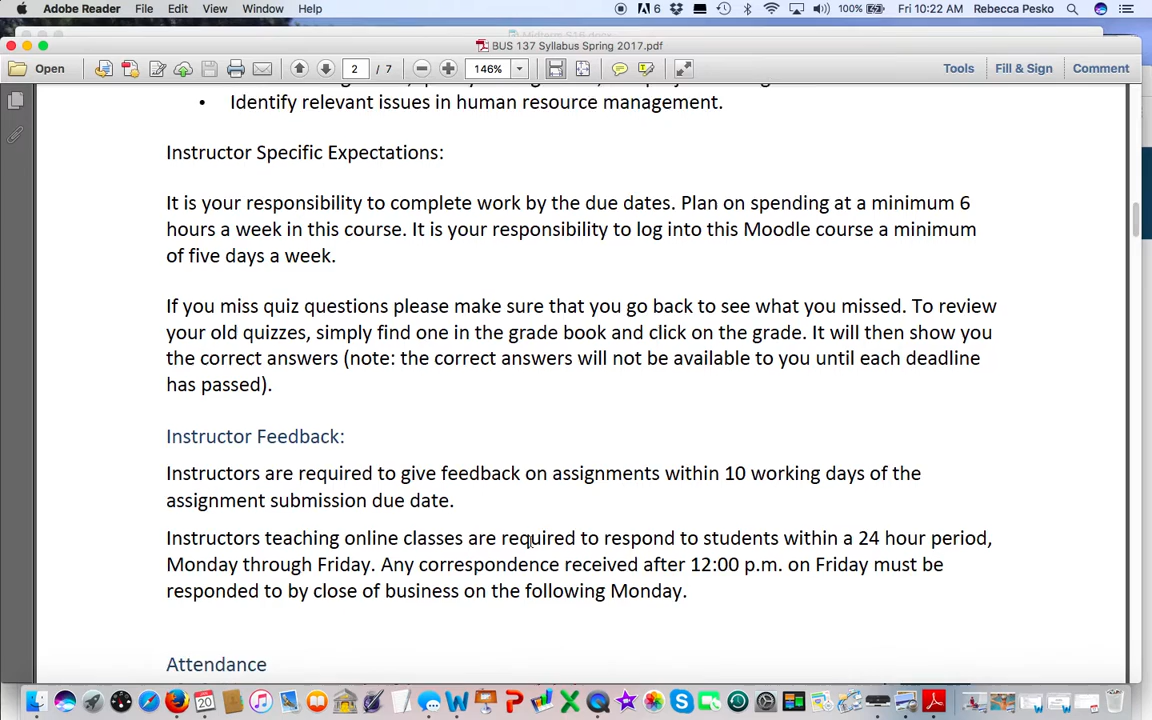 Adobe Reader File Edit View Window Help 6 100% Fri 10:22 AM Rebecca Pesko
BUS 137 Syllabus Spring 2017.pdf
Open 2 / 7 146% Tools Fill & Sign Comment
• Identify relevant issues in human resource management.
Instructor Specific Expectations:
It is your responsibility to complete work by the due dates. Plan on spending at a minimum 6
hours a week in this course. It is your responsibility to log into this Moodle course a minimum
of five days a week.
If you miss quiz questions please make sure that you go back to see what you missed. To review
your old quizzes, simply find one in the grade book and click on the grade. It will then show you
the correct answers (note: the correct answers will not be available to you until each deadline
has passed).
Instructor Feedback:
Instructors are required to give feedback on assignments within 10 working days of the
assignment submission due date.
Instructors teaching online classes are required to respond to students within a 24 hour period,
Monday through Friday. Any correspondence received after 12:00 p.m. on Friday must be
responded to by close of business on the following Monday.
Attendance
20